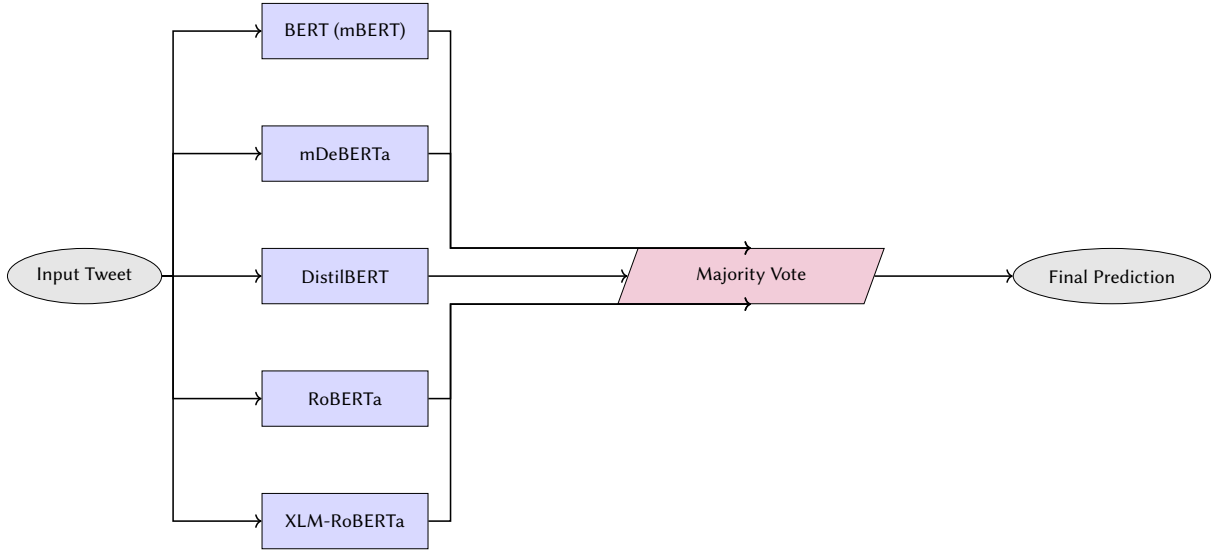 BERT (mBERT)
mDeBERTa
Input Tweet
DistilBERT
Majority Vote
Final Prediction
RoBERTa
XLM-RoBERTa